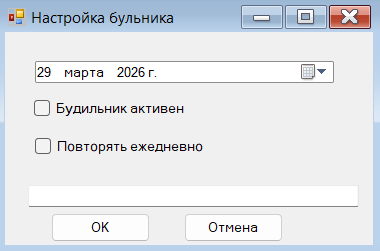 Настройка бульника
29 марта 2026 г.
Будильник активен
Повторять ежедневно
OK Отмена